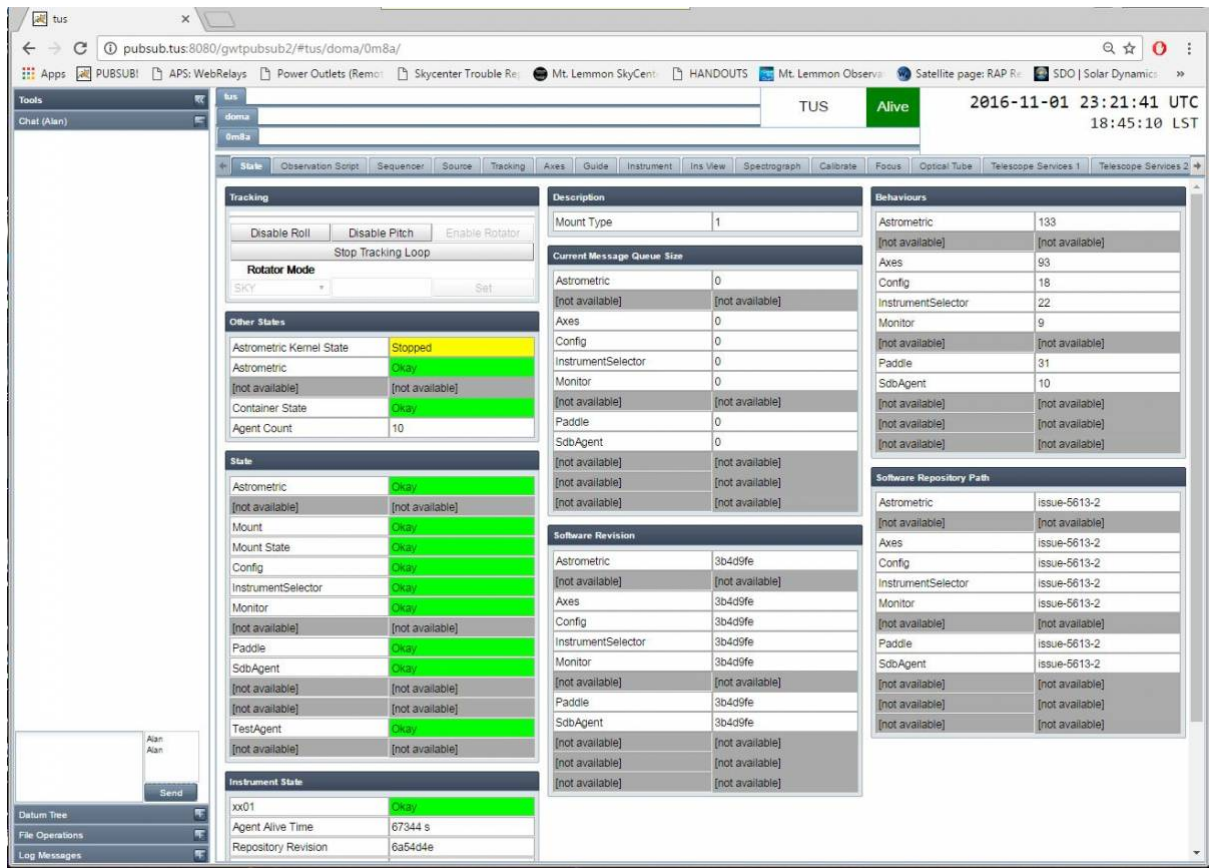 tus
pubsub.tus:8080/gwtpubsub2/#tus/doma/0m8a/
Apps PUBSUB! APS: WebRelays Power Outlets (Remot Skycenter Trouble Re Mt. Lemmon SkyCent HANDOUTS Mt. Lemmon Observa Satellite page: RAP R SDO | Solar Dynamic »
Tools
Chat (Alan)
tus
doma
0m8a
TUS
Alive
2016-11-01 23:21:41 UTC
18:45:10 LST
State Observation Script Sequencer Source Tracking Axes Guide Instrument Ins View Spectrograph Calibrate Focus Optical Tube Telescope Services 1 Telescope Services 2
Tracking
Disable Roll Disable Pitch Enable Rotator
Stop Tracking Loop
Rotator Mode
SKY Set
Other States
Astrometric Kernel State Stopped
Astrometric Okay
[not available] [not available]
Container State Okay
Agent Count 10
State
Astrometric Okay
[not available] [not available]
Mount Okay
Mount State Okay
Config Okay
InstrumentSelector Okay
Monitor Okay
[not available] [not available]
Paddle Okay
SdbAgent Okay
[not available] [not available]
[not available] [not available]
TestAgent Okay
[not available] [not available]
Instrument State
xx01 Okay
Agent Alive Time 67344 s
Repository Revision 6a54d4e
Description
Mount Type 1
Current Message Queue Size
Astrometric 0
[not available] [not available]
Axes 0
Config 0
InstrumentSelector 0
Monitor 0
[not available] [not available]
Paddle 0
SdbAgent 0
[not available] [not available]
[not available] [not available]
[not available] [not available]
Software Revision
Astrometric 3b4d9fe
[not available] [not available]
Axes 3b4d9fe
Config 3b4d9fe
InstrumentSelector 3b4d9fe
Monitor 3b4d9fe
[not available] [not available]
Paddle 3b4d9fe
SdbAgent 3b4d9fe
[not available] [not available]
[not available] [not available]
[not available] [not available]
Behaviours
Astrometric 133
[not available] [not available]
Axes 93
Config 18
InstrumentSelector 22
Monitor 9
[not available] [not available]
Paddle 31
SdbAgent 10
[not available] [not available]
[not available] [not available]
[not available] [not available]
Software Repository Path
Astrometric issue-5613-2
[not available] [not available]
Axes issue-5613-2
Config issue-5613-2
InstrumentSelector issue-5613-2
Monitor issue-5613-2
[not available] [not available]
Paddle issue-5613-2
SdbAgent issue-5613-2
[not available] [not available]
[not available] [not available]
[not available] [not available]
Alan
Alan
Send
Datum Tree
File Operations
Log Messages